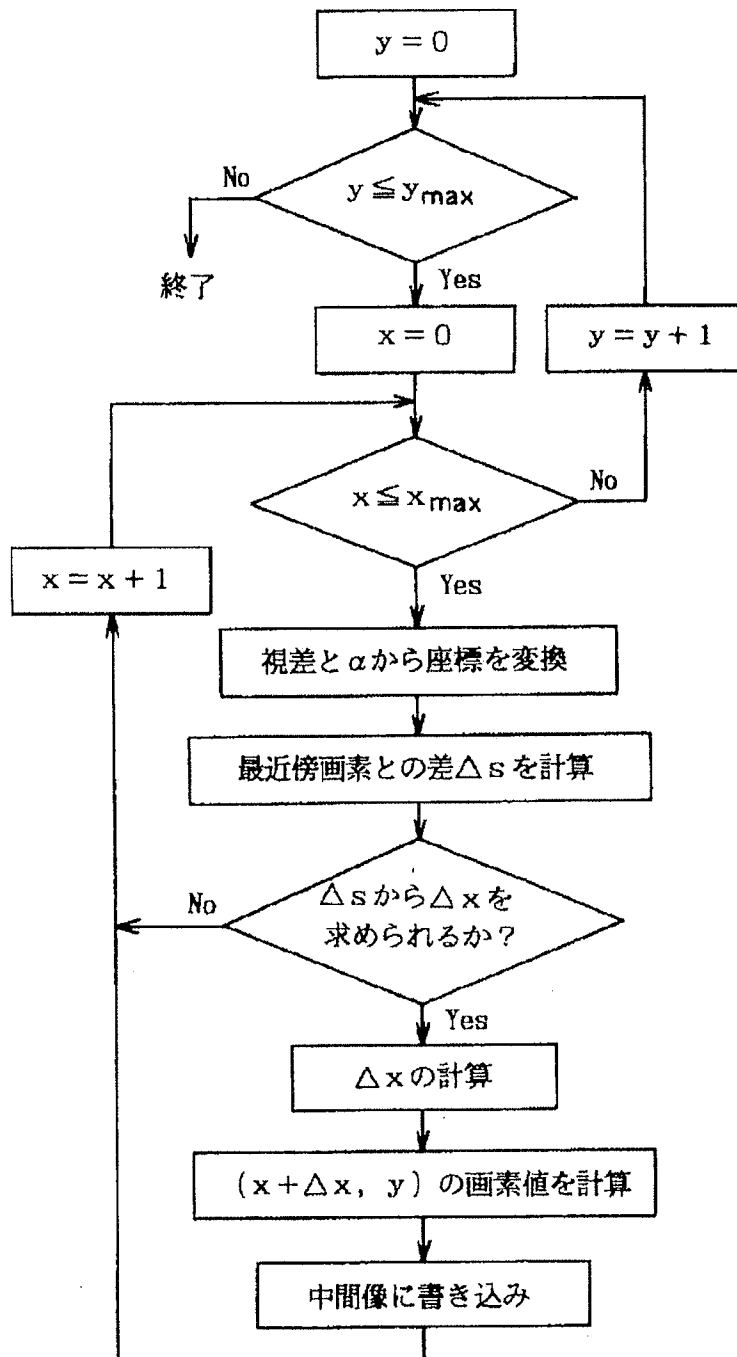 y=0
No
y≦ymax
終了
Yes
x=0
y=y+1
x≦xmax
No
x=x+1
Yes
視差とαから座標を変換
最近傍画素との差△sを計算
No
△sから△xを
求められるか?
Yes
△xの計算
(x+△x, y)の画素値を計算
中間像に書き込み